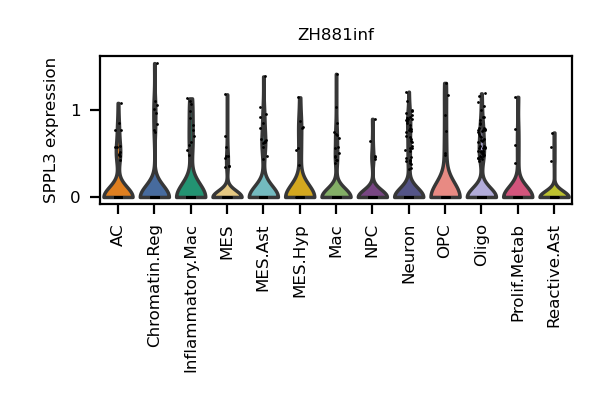 ZH881inf
SPPL3 expression
1
0
AC
Chromatin.Reg
Inflammatory.Mac
MES
MES.Ast
MES.Hyp
Mac
NPC
Neuron
OPC
Oligo
Prolif.Metab
Reactive.Ast